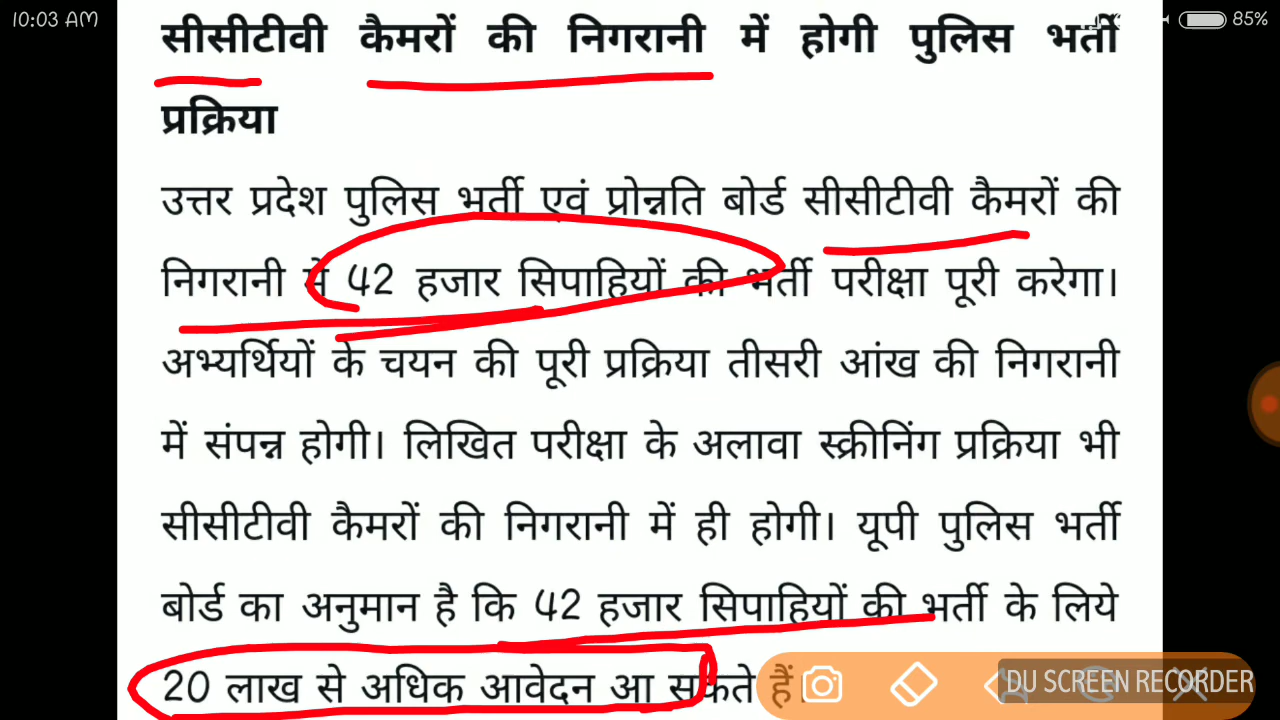 10:03 AM
85%
सीसीटीवी कैमरों की निगरानी में होगी पुलिस भर्ती
प्रक्रिया
उत्तर प्रदेश पुलिस भर्ती एवं प्रोन्नति बोर्ड सीसीटीवी कैमरों की
निगरानी में 42 हजार सिपाहियों की भर्ती परीक्षा पूरी करेगा।
अभ्यर्थियों के चयन की पूरी प्रक्रिया तीसरी आंख की निगरानी
में संपन्न होगी। लिखित परीक्षा के अलावा स्क्रीनिंग प्रक्रिया भी
सीसीटीवी कैमरों की निगरानी में ही होगी। यूपी पुलिस भर्ती
बोर्ड का अनुमान है कि 42 हजार सिपाहियों की भर्ती के लिये
20 लाख से अधिक आवेदन आ सकते हैं।
DU SCREEN RECORDER